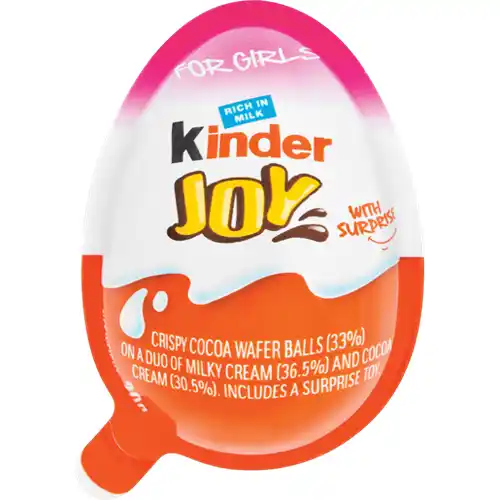 FOR GIRLS
RICH IN
MILK
Kinder
JOY
WITH
SURPRISE
CRISPY COCOA WAFER BALLS (33%)
ON A DUO OF MILKY CREAM (36.5%) AND COCOA
CREAM (30.5%). INCLUDES A SURPRISE TOY.
20g